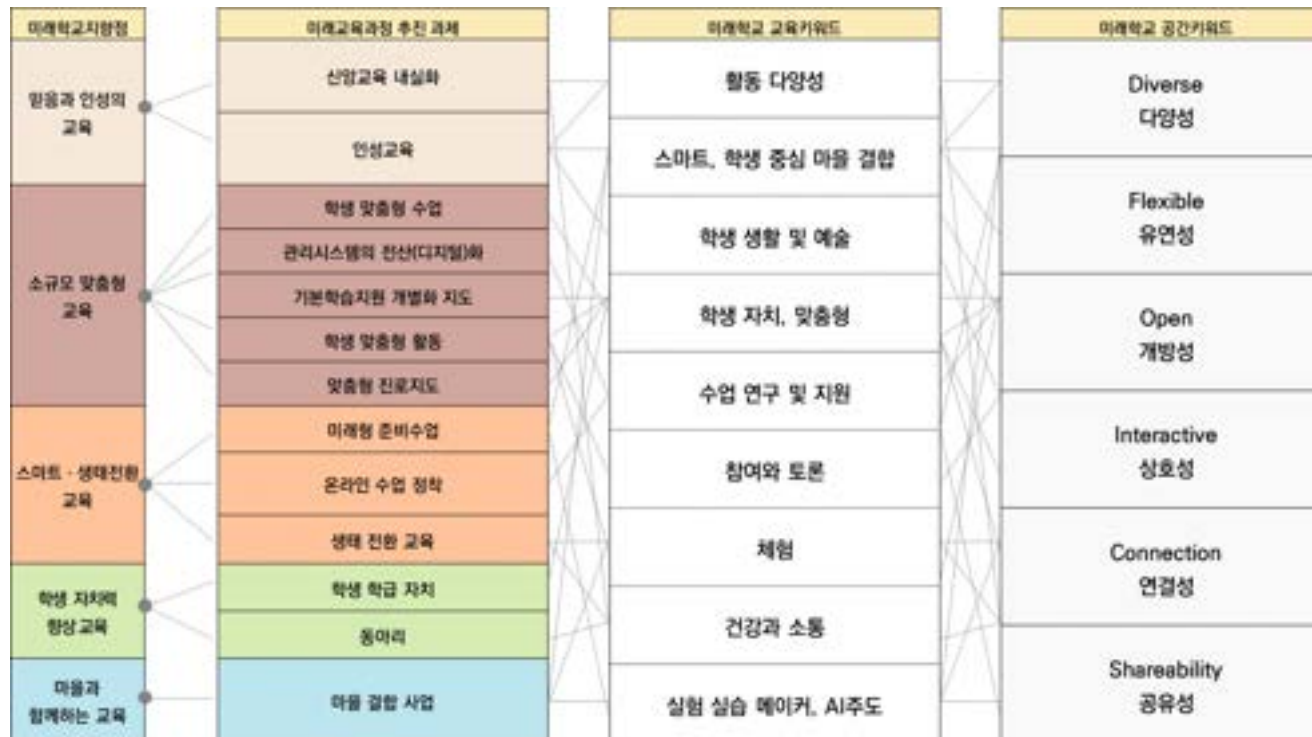 미래학교지향점
믿음과 인성의
교육
소규모 맞춤형
교육
스마트 · 생태전환
교육
학생 자치력
향상교육
마을과
함께하는 교육
미래교육과정 추진 과제
신앙교육 내실화
인성교육
학생 맞춤형 수업
관리시스템의 전산(디지털)화
기본학습지원 개별화 지도
학생 맞춤형 활동
맞춤형 진로지도
미래형 준비수업
온라인 수업 정착
생태 전환 교육
학생 학급 자치
동아리
마을 결합 사업
미래학교 교육키워드
활동 다양성
스마트, 학생 중심 마을 결합
학생 생활 및 예술
학생 자치, 맞춤형
수업 연구 및 지원
참여와 토론
체험
건강과 소통
실험 실습 메이커, AI주도
미래학교 공간키워드
Diverse
다양성
Flexible
유연성
Open
개방성
Interactive
상호성
Connection
연결성
Shareability
공유성